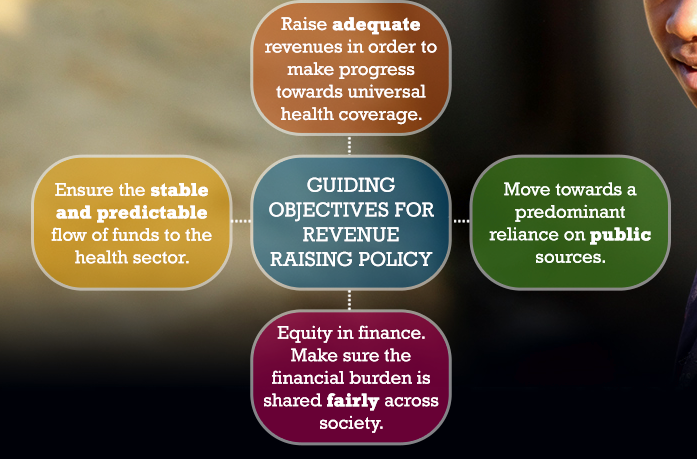 Raise adequate
revenues in order to
make progress
towards universal
health coverage.
Ensure the stable
and predictable
flow of funds to the
health sector.
GUIDING
OBJECTIVES FOR
REVENUE
RAISING POLICY
Move towards a
predominant
reliance on public
sources.
Equity in finance.
Make sure the
financial burden is
shared fairly across
society.